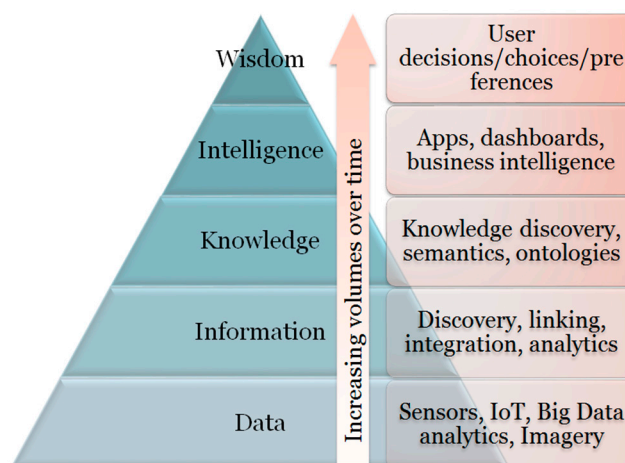 Wisdom
User
decisions/choices/pre
ferences
Intelligence
Apps, dashboards,
business intelligence
Knowledge
Knowledge discovery,
semantics, ontologies
Information
Discovery, linking,
integration, analytics
Data
Sensors, IoT, Big Data
analytics, Imagery
Increasing volumes over time